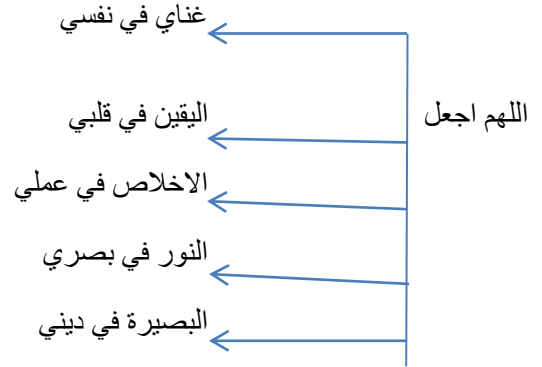 غناي في نفسي
اللهم اجعل
اليقين في قلبي
الاخلاص في عملي
النور في بصري
البصيرة في ديني